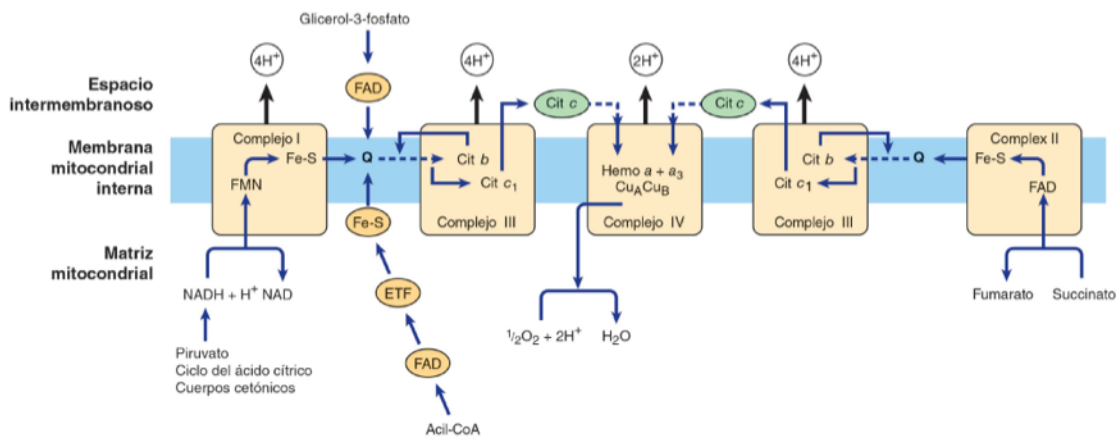 Glicerol-3-fosfato
4H⁺
4H⁺
2H⁺
4H⁺
Espacio
intermembranoso
FAD
Cit c
Cit c
Membrana
mitocondrial
interna
Complejo I
Fe-S
FMN
Q
Cit b
Cit c₁
Complejo III
Hemo a + a₃
CuACuB
Complejo IV
Cit b
Cit c₁
Complejo III
Q
Complex II
Fe-S
FAD
Fe-S
Matriz
mitocondrial
NADH + H⁺ NAD
ETF
Fumarato
Succinato
½O₂ + 2H⁺
H₂O
Piruvato
Ciclo del ácido cítrico
Cuerpos cetónicos
FAD
Acil-CoA